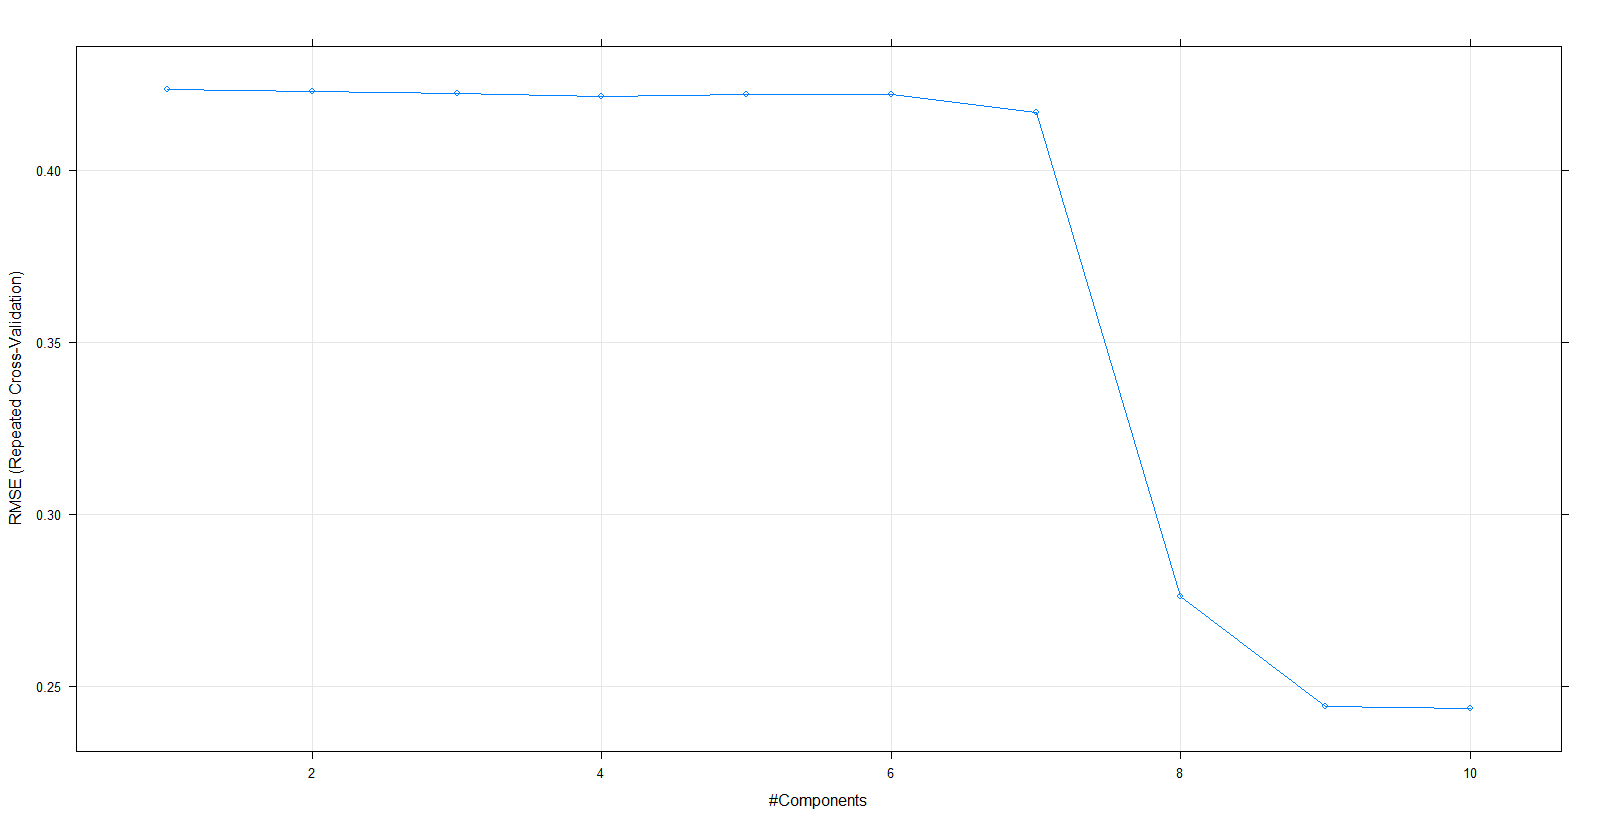 0.40
0.35
0.30
0.25
RMSE (Repeated Cross-Validation)
2 4 6 8 10
#Components